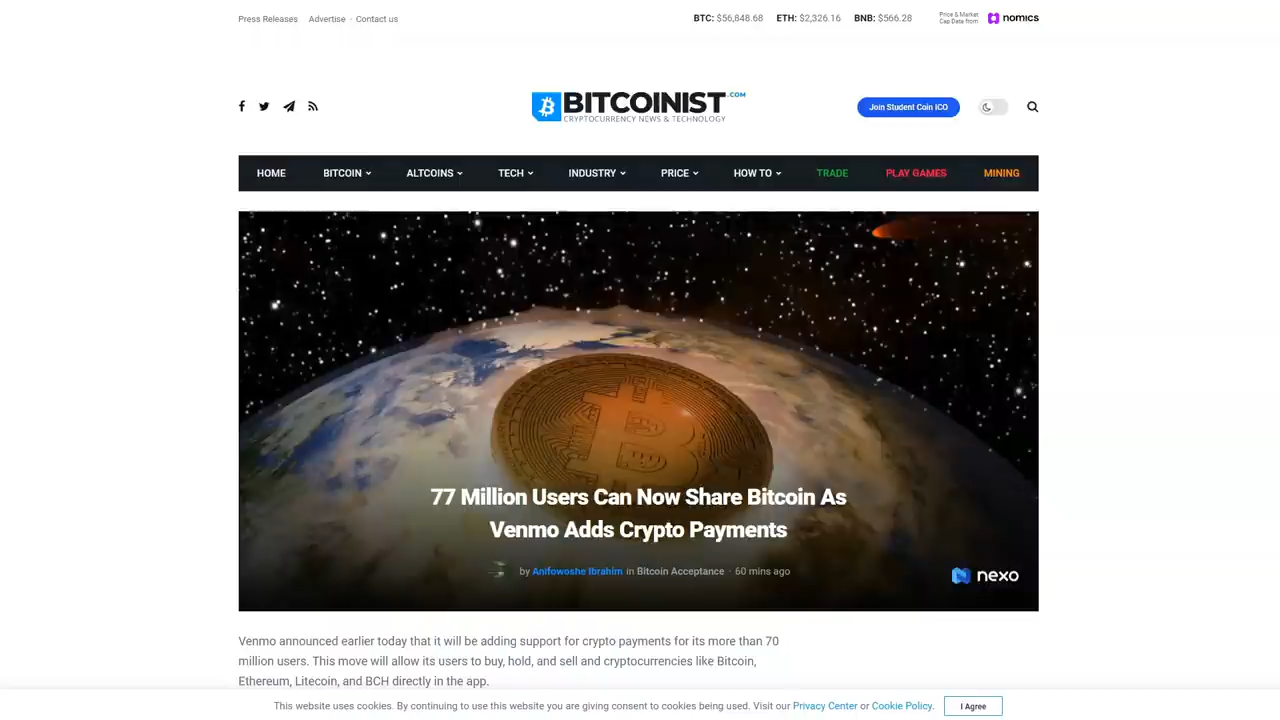 Press Releases Advertise · Contact us
BTC: $56,848.68 ETH: $2,326.16 BNB: $566.28
Price & Market
Cap Data from
nomics
BITCOINIST .COM
CRYPTOCURRENCY NEWS & TECHNOLOGY
Join Student Coin ICO
HOME BITCOIN ALTCOINS TECH INDUSTRY PRICE HOW TO TRADE PLAY GAMES MINING
77 Million Users Can Now Share Bitcoin As
Venmo Adds Crypto Payments
by Anifowoshe Ibrahim in Bitcoin Acceptance · 60 mins ago
nexo
Venmo announced earlier today that it will be adding support for crypto payments for its more than 70
million users. This move will allow its users to buy, hold, and sell and cryptocurrencies like Bitcoin,
Ethereum, Litecoin, and BCH directly in the app.
This website uses cookies. By continuing to use this website you are giving consent to cookies being used. Visit our Privacy Center or Cookie Policy. I Agree